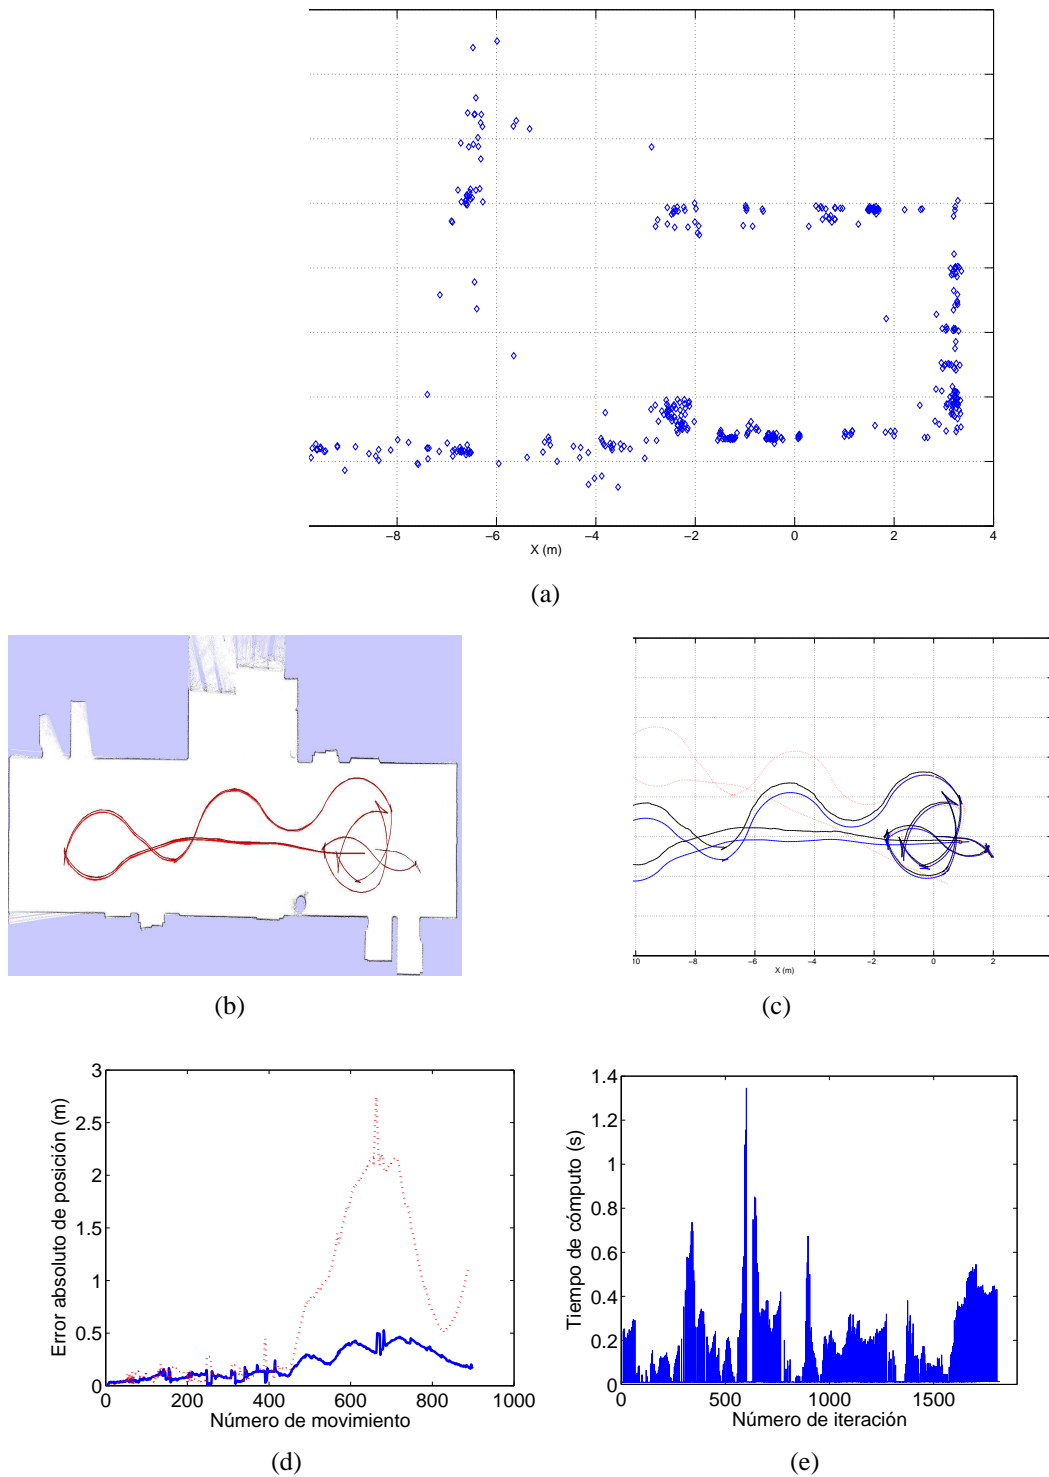 −8 −6 −4 −2 0 2 4
X (m)
(a)
10 −8 −6 −4 −2 0 2
X (m)
(b) (c)
3
2.5
2
1.5
1
0.5
0
0 200 400 600 800 1000
Error absoluto de posición (m)
Número de movimiento
1.4
1.2
1
0.8
0.6
0.4
0.2
0
0 500 1000 1500
Tiempo de cómputo (s)
Número de iteración
(d) (e)